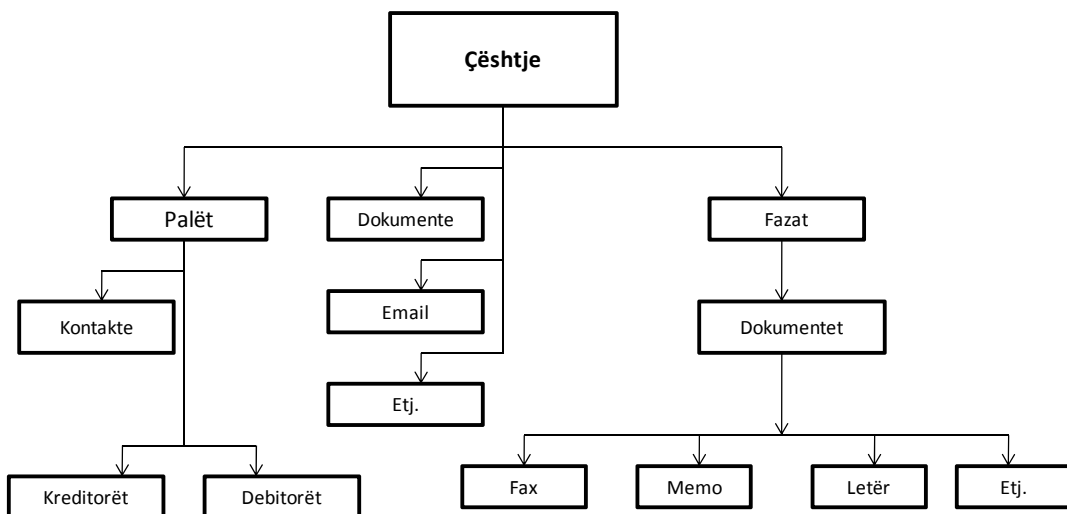 Çështje
Palët
Dokumente
Fazat
Kontakte
Email
Dokumentet
Etj.
Kreditorët
Debitorët
Fax
Memo
Letër
Etj.